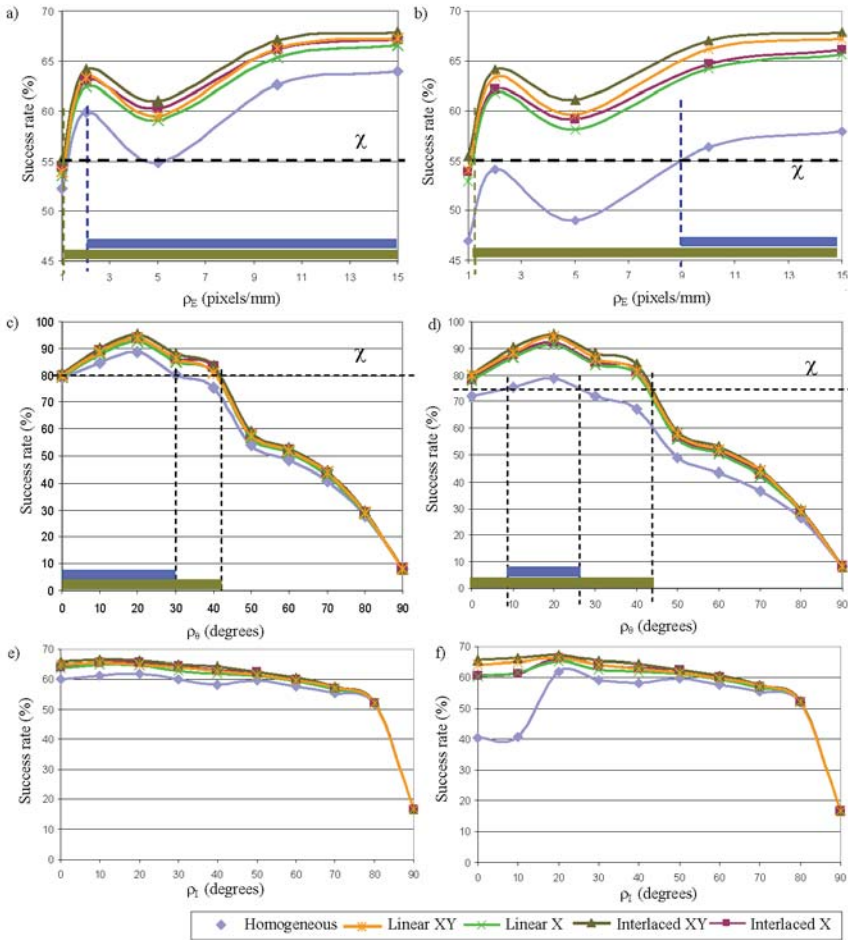 a)
Success rate (%)
70
65
60
55
50
45
χ
1 3 5 7 9 11 13 15
ρE (pixels/mm)
b)
Success rate (%)
70
65
60
55
50
45
χ
1 3 5 7 9 11 13 15
ρE (pixels/mm)
c)
Success rate (%)
100
90
80
70
60
50
40
30
20
10
0
χ
0 10 20 30 40 50 60 70 80 90
ρθ (degrees)
d)
Success rate (%)
100
90
80
70
60
50
40
30
20
10
0
χ
0 10 20 30 40 50 60 70 80 90
ρθ (degrees)
e)
Success rate (%)
70
60
50
40
30
20
10
0
0 10 20 30 40 50 60 70 80 90
ρI (degrees)
f)
Success rate (%)
70
60
50
40
30
20
10
0
0 10 20 30 40 50 60 70 80 90
ρI (degrees)
Homogeneous Linear XY Linear X Interlaced XY Interlaced X